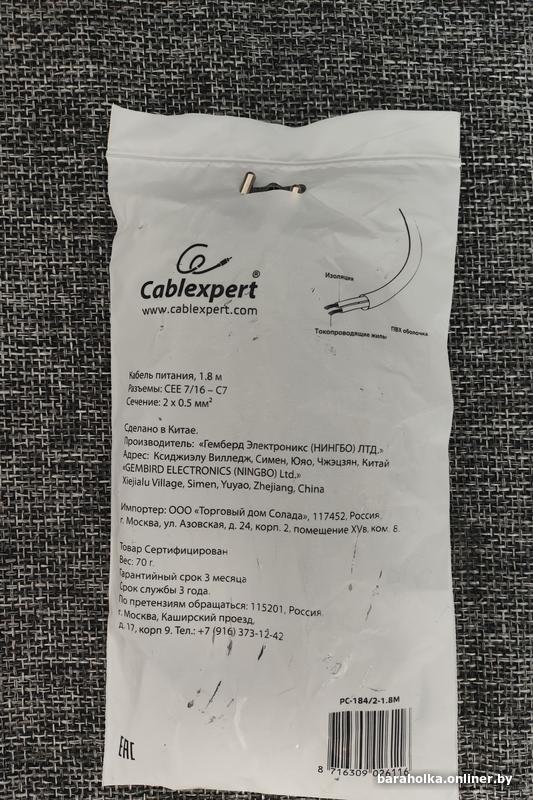 Cablexpert®
www.cablexpert.com
Изоляция
Токопроводящие жилы
ПВХ оболочка
Кабель питания, 1.8 м
Разъемы: CEE 7/16 – C7
Сечение: 2 x 0.5 мм²
Сделано в Китае.
Производитель: «Гемберд Электроникс (НИНГБО) ЛТД.»
Адрес: Ксиджиэлу Вилледж, Симен, Юяо, Чжэцзян, Китай
«GEMBIRD ELECTRONICS (NINGBO) Ltd.»
Xiejialu Village, Simen, Yuyao, Zhejiang, China
Импортер: ООО «Торговый дом Солада», 117452, Россия,
г. Москва, ул. Азовская, д. 24, корп. 2, помещение XVв, ком. 8.
Товар Сертифицирован
Вес: 70 г.
Гарантийный срок 3 месяца
Срок службы 3 года.
По претензиям обращаться: 115201, Россия,
г. Москва, Каширский проезд,
д. 17, корп 9. Тел.: +7 (916) 373-12-42
PC-184/2-1.8M
8 716309 026116
EAC
baraholka.onliner.by